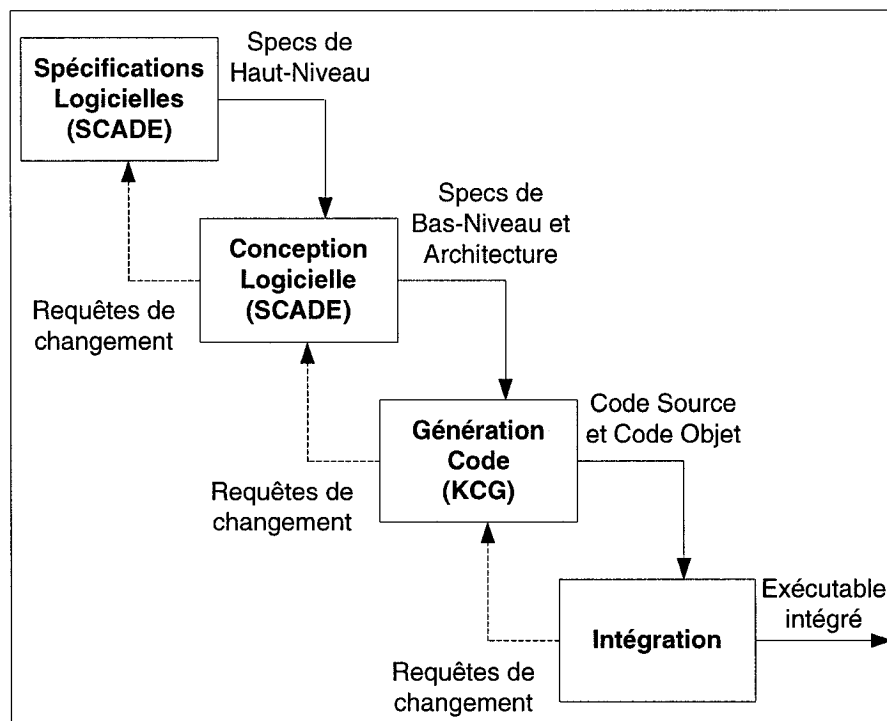 Spécifications
Logicielles
(SCADE)
Specs de
Haut-Niveau
Conception
Logicielle
(SCADE)
Specs de
Bas-Niveau et
Architecture
Requêtes de
changement
Génération
Code
(KCG)
Code Source
et Code Objet
Requêtes de
changement
Intégration
Exécutable
intégré
Requêtes de
changement